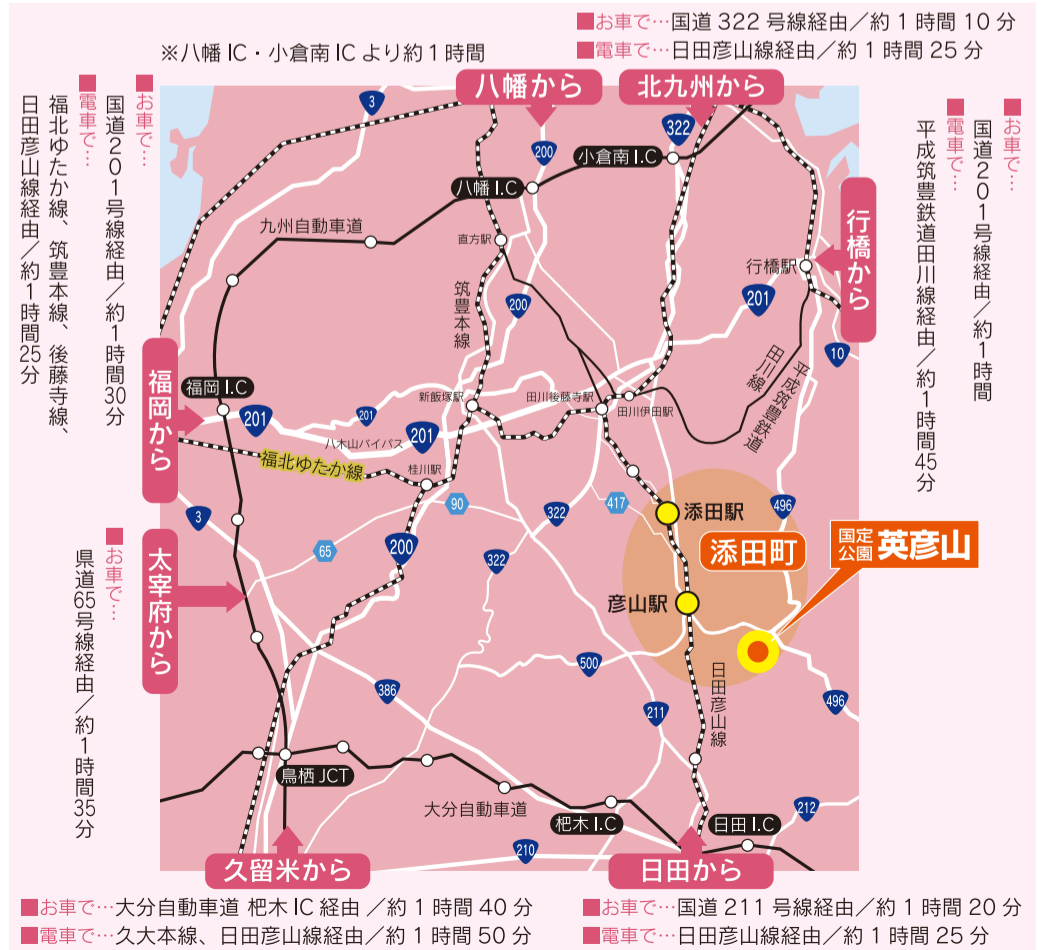 ■お車で…国道 322 号線経由／約 1 時間 10 分
■電車で…日田彦山線経由／約 1 時間 25 分
※八幡 IC・小倉南 IC より約 1 時間
八幡から
北九州から
■お車で…
国道201号線経由／約1時間30分
■電車で…
福北ゆたか線、筑豊本線、後藤寺線、
日田彦山線経由／約1時間25分
■お車で…
国道201号線経由／約1時間
■電車で…
平成筑豊鉄道田川線経由／約1時間45分
3
322
200
小倉南 I.C
八幡 I.C
九州自動車道
直方駅
行橋から
行橋駅
201
200
筑豊本線
10
福岡から
福岡 I.C
平成筑豊鉄道
田川線
新飯塚駅
田川後藤寺駅
田川伊田駅
201
201
201
八木山バイパス
福北ゆたか線
桂川駅
90
417
496
3
322
添田駅
国定
公園
英彦山
添田町
200
65
322
太宰府から
■お車で…
県道65号線経由／約1時間35分
彦山駅
500
日田彦山線
386
211
496
鳥栖 JCT
大分自動車道
杷木 I.C
日田 I.C
212
210
久留米から
日田から
■お車で…大分自動車道 杷木 IC 経由 ／約 1 時間 40 分
■電車で…久大本線、日田彦山線経由／約 1 時間 50 分
■お車で…国道 211 号線経由／約 1 時間 20 分
■電車で…日田彦山線経由／約 1 時間 25 分